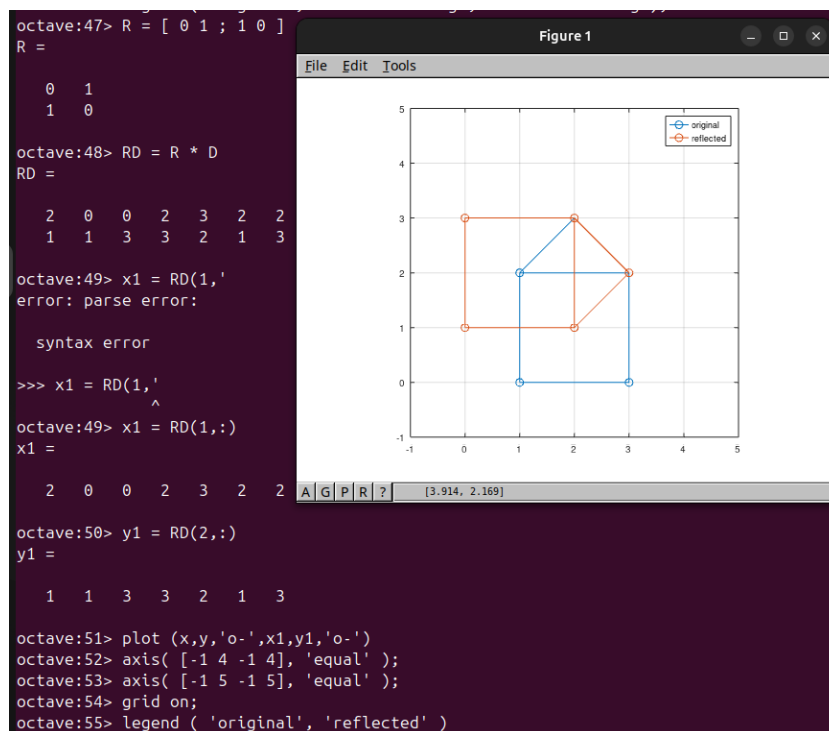 octave:47> R = [ 0 1 ; 1 0 ]
R =
0 1
1 0
octave:48> RD = R * D
RD =
2 0 0 2 3 2 2
1 1 3 3 2 1 3
octave:49> x1 = RD(1,'
error: parse error:
syntax error
>>> x1 = RD(1,'
^
octave:49> x1 = RD(1,:)
x1 =
2 0 0 2 3 2 2
octave:50> y1 = RD(2,:)
y1 =
1 1 3 3 2 1 3
octave:51> plot (x,y,'o-',x1,y1,'o-')
octave:52> axis( [-1 4 -1 4], 'equal' );
octave:53> axis( [-1 5 -1 5], 'equal' );
octave:54> grid on;
octave:55> legend ( 'original', 'reflected' )
Figure 1
File Edit Tools
original
reflected
5
4
3
2
1
0
-1
-1 0 1 2 3 4 5
A G P R ? [3.914, 2.169]